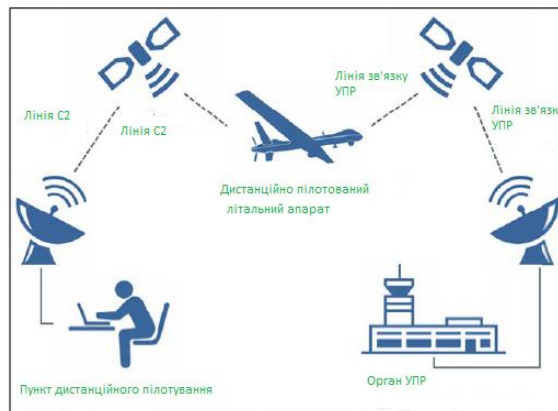 Лінія зв'язку
УПР
Лінія С2
Лінія С2
Лінія зв'язк
УПР
Дистанційно пілотований
літальний апарат
Пункт дистанційного пілотування
Орган УПР